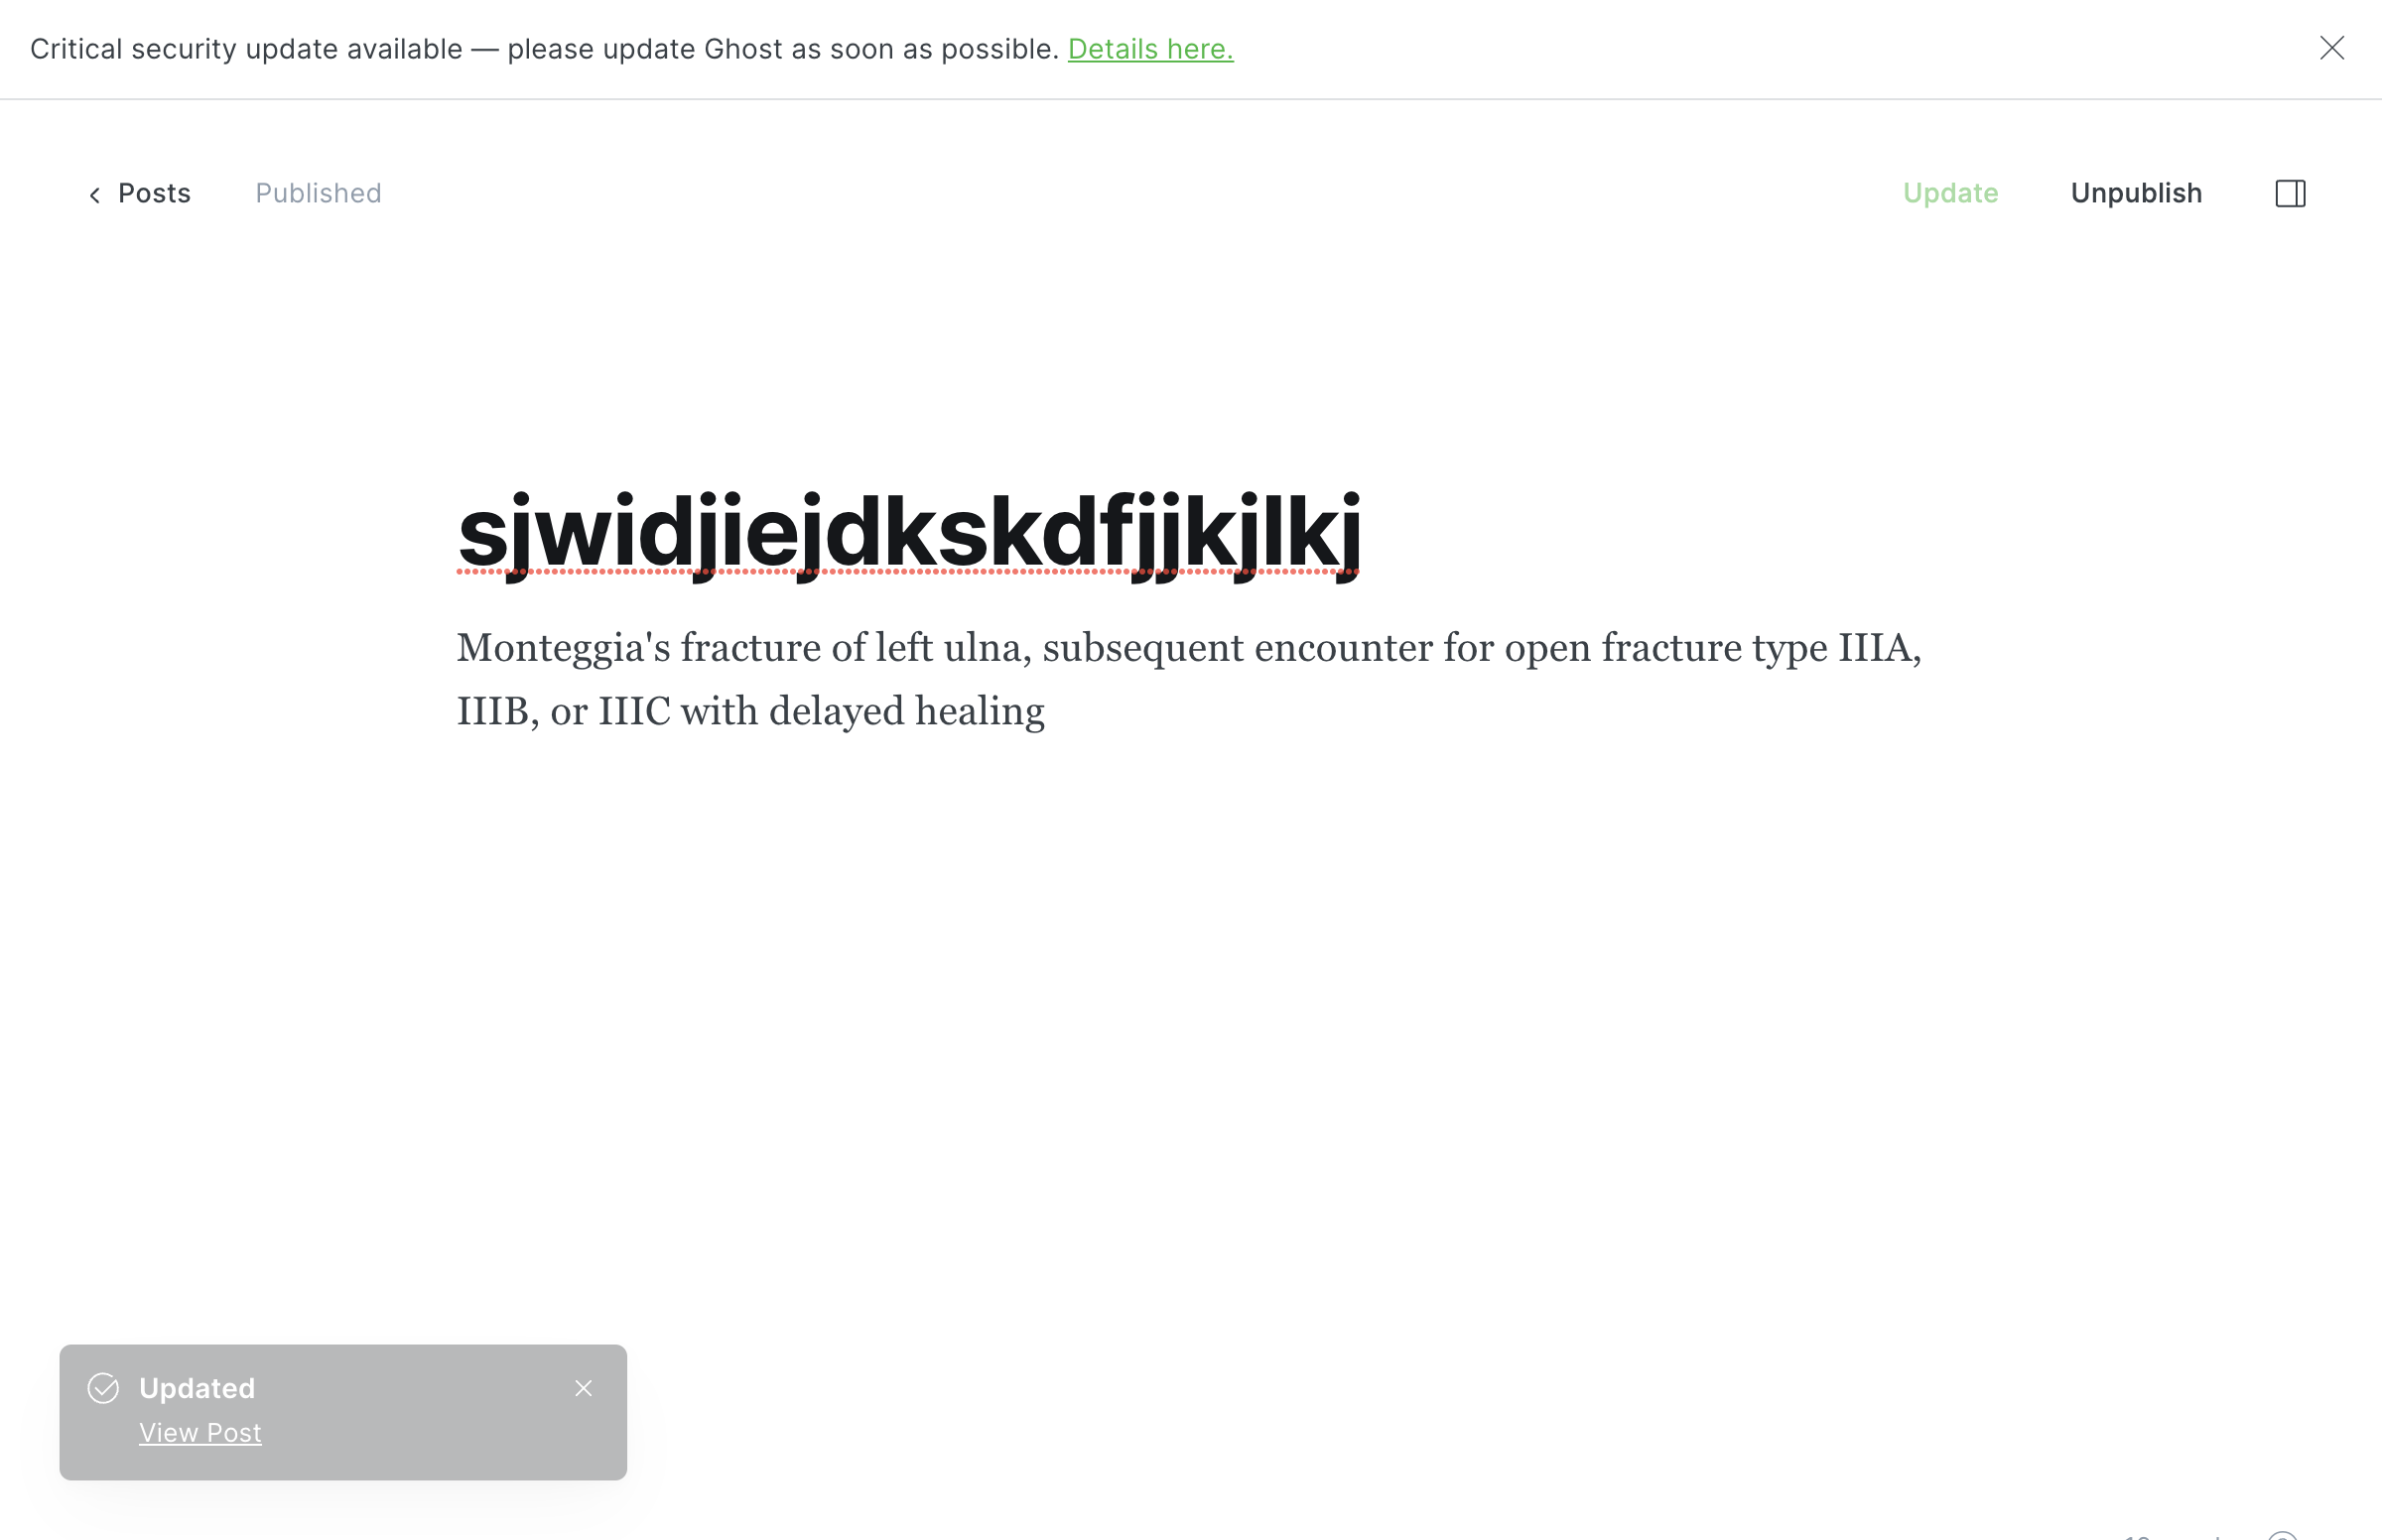 Critical security update available — please update Ghost as soon as possible. Details here.
Posts Published Update Unpublish
sjwidjiejdkskdfjjkjlkj
Monteggia's fracture of left ulna, subsequent encounter for open fracture type IIIA,
IIIB, or IIIC with delayed healing
Updated
View Post